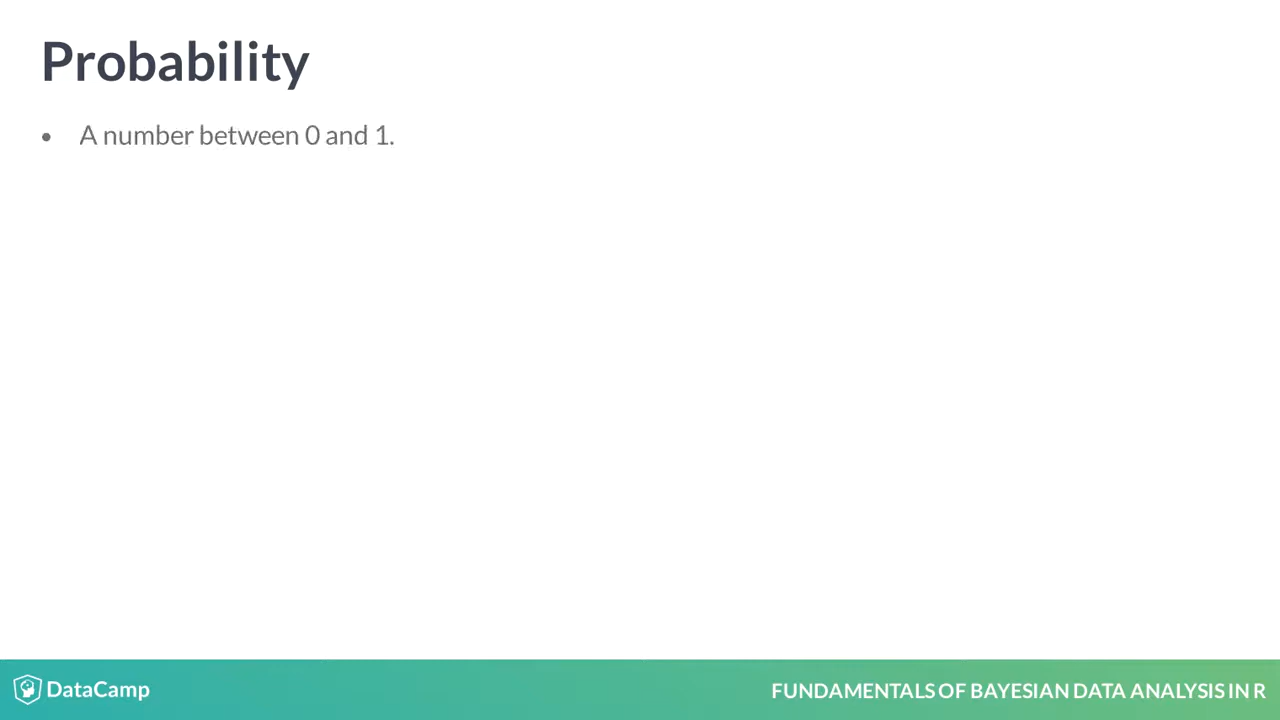 Probability
• A number between 0 and 1.
DataCamp
FUNDAMENTALS OF BAYESIAN DATA ANALYSIS IN R